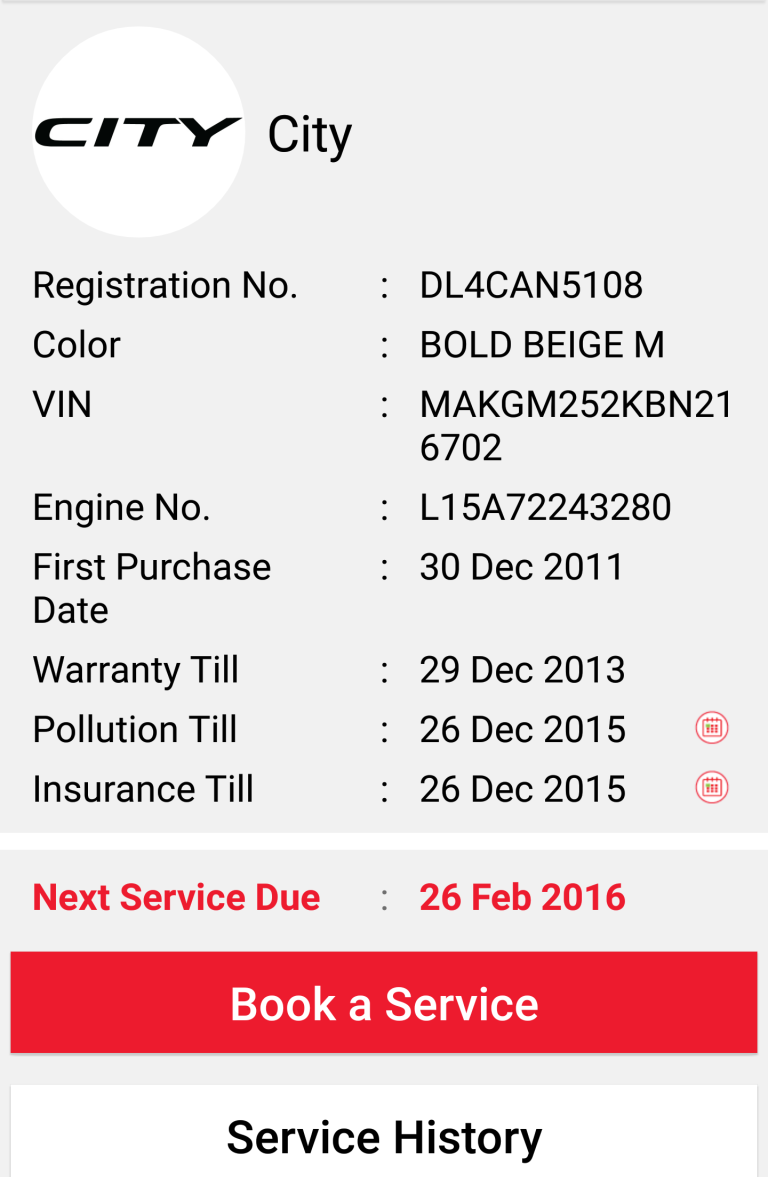 CITY City
Registration No. : DL4CAN5108
Color : BOLD BEIGE M
VIN : MAKGM252KBN21
6702
Engine No. : L15A72243280
First Purchase : 30 Dec 2011
Date
Warranty Till : 29 Dec 2013
Pollution Till : 26 Dec 2015
Insurance Till : 26 Dec 2015
Next Service Due : 26 Feb 2016
Book a Service
Service History